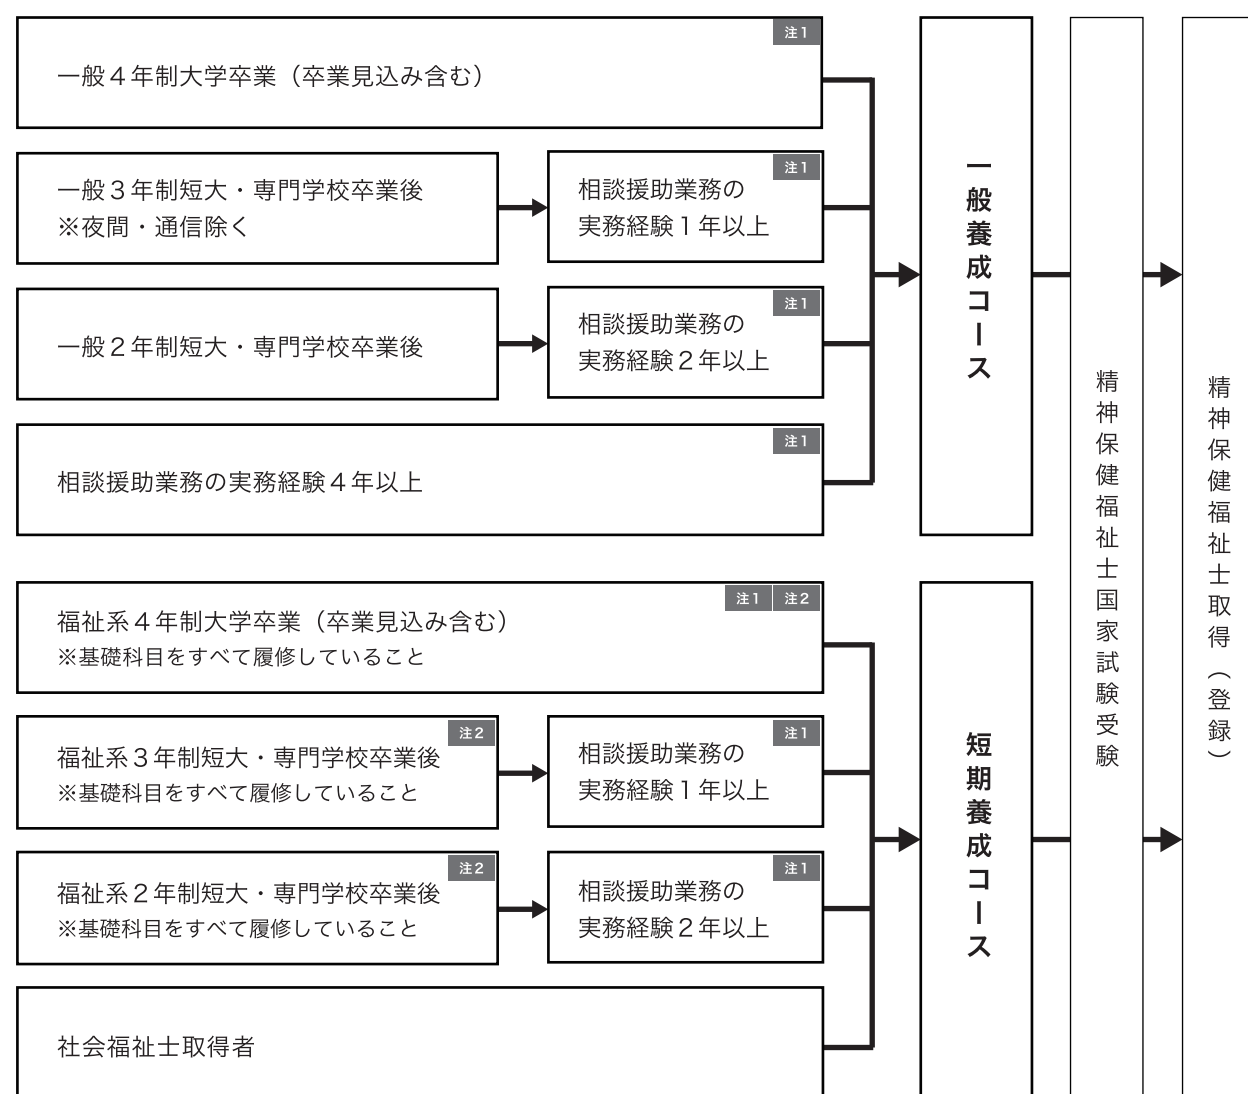 注1
一般４年制大学卒業（卒業見込み含む）
一般３年制短大・専門学校卒業後
※夜間・通信除く
注1
相談援助業務の
実務経験１年以上
一般２年制短大・専門学校卒業後
注1
相談援助業務の
実務経験２年以上
注1
相談援助業務の実務経験４年以上
一般養成コース
注1 注2
福祉系４年制大学卒業（卒業見込み含む）
※基礎科目をすべて履修していること
注2
福祉系３年制短大・専門学校卒業後
※基礎科目をすべて履修していること
注1
相談援助業務の
実務経験１年以上
注2
福祉系２年制短大・専門学校卒業後
※基礎科目をすべて履修していること
注1
相談援助業務の
実務経験２年以上
社会福祉士取得者
短期養成コース
精神保健福祉士国家試験受験
精神保健福祉士取得（登録）